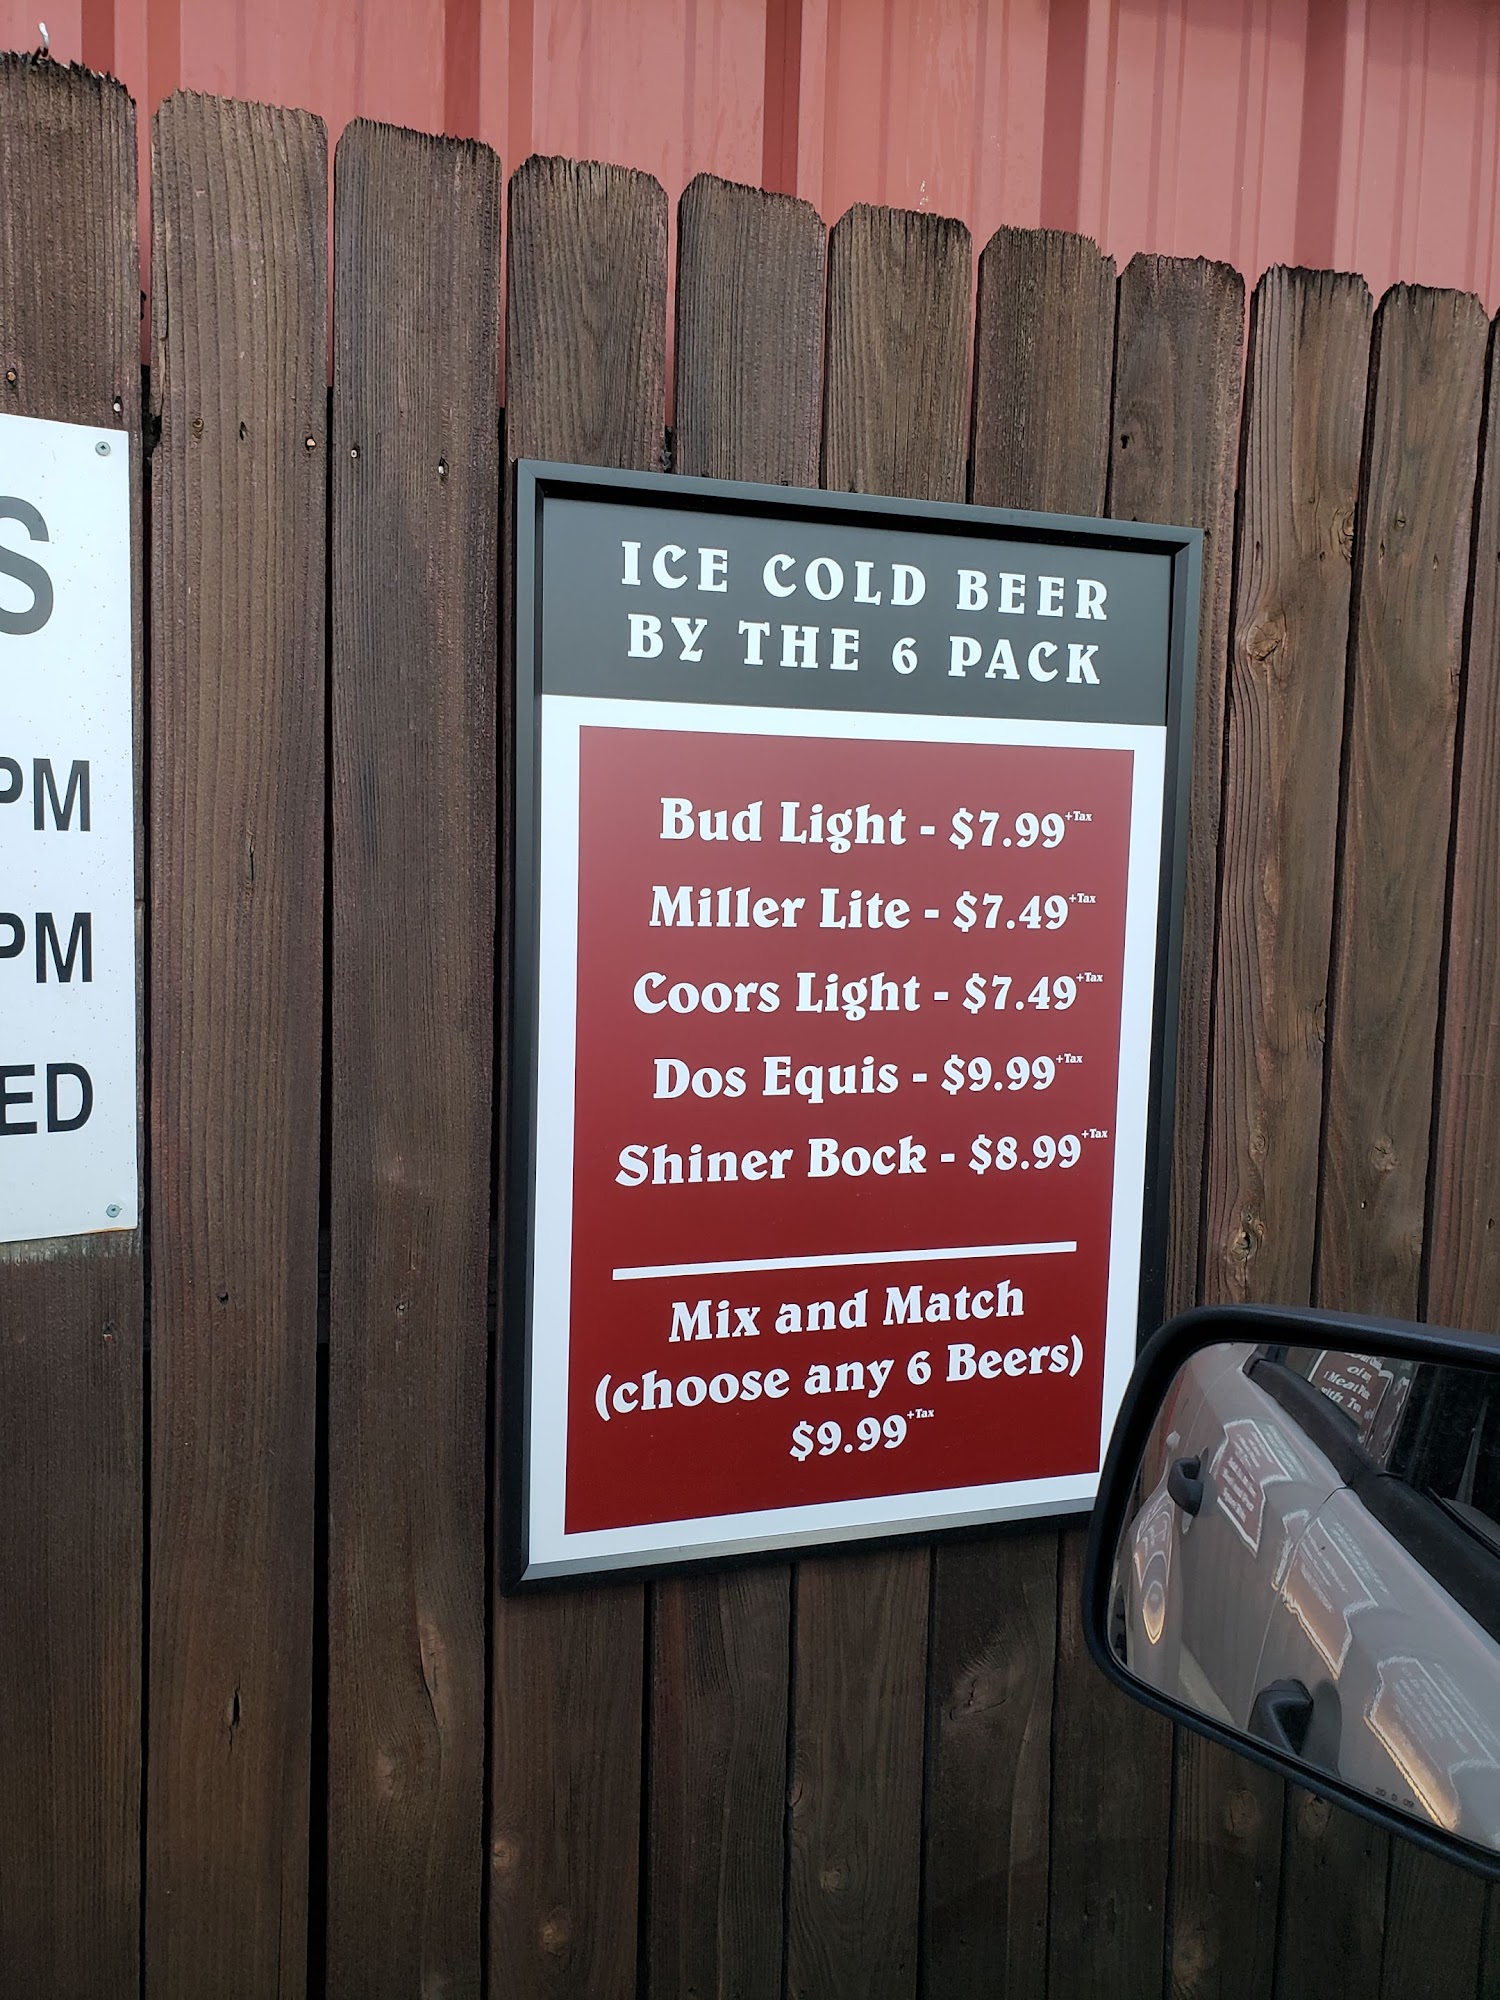 S
PM
PM
ED
ICE COLD BEER
BY THE 6 PACK
Bud Light - $7.99 +Tax
Miller Lite - $7.49 +Tax
Coors Light - $7.49 +Tax
Dos Equis - $9.99 +Tax
Shiner Bock - $8.99 +Tax
Mix and Match
(choose any 6 Beers)
$9.99 +Tax